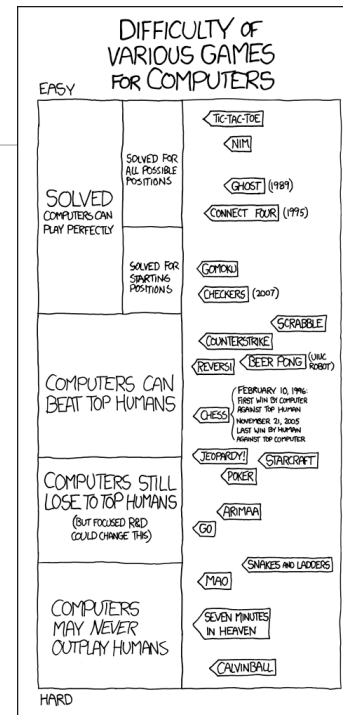 DIFFICULTY OF
VARIOUS GAMES
FOR COMPUTERS
EASY
SOLVED
COMPUTERS CAN
PLAY PERFECTLY
SOLVED FOR
ALL POSSIBLE
POSITIONS
TIC-TAC-TOE
NIM
GHOST (1989)
CONNECT FOUR (1995)
SOLVED FOR
STARTING
POSITIONS
GOMOKU
CHECKERS (2007)
COMPUTERS CAN
BEAT TOP HUMANS
SCRABBLE
COUNTERSTRIKE
REVERSI
BEER PONG (UIUC
ROBOT)
CHESS
FEBRUARY 10, 1996:
FIRST WIN BY COMPUTER
AGAINST TOP HUMAN
NOVEMBER 21, 2005
LAST WIN BY HUMAN
AGAINST TOP COMPUTER
COMPUTERS STILL
LOSE TO TOP HUMANS
(BUT FOCUSED R&D
COULD CHANGE THIS)
JEOPARDY!
STARCRAFT
POKER
ARIMAA
GO
COMPUTERS
MAY NEVER
OUTPLAY HUMANS
SNAKES AND LADDERS
MAO
SEVEN MINUTES
IN HEAVEN
CALVINBALL
HARD